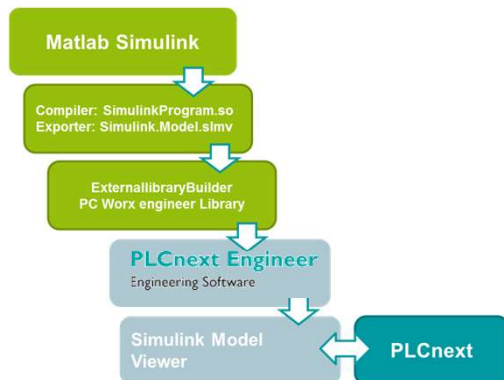 Matlab Simulink
Compiler: SimulinkProgram.so
Exporter: Simulink.Model.slmv
ExternallibraryBuilder
PC Worx engineer Library
PLCnext Engineer
Engineering Software
Simulink Model
Viewer
PLCnext